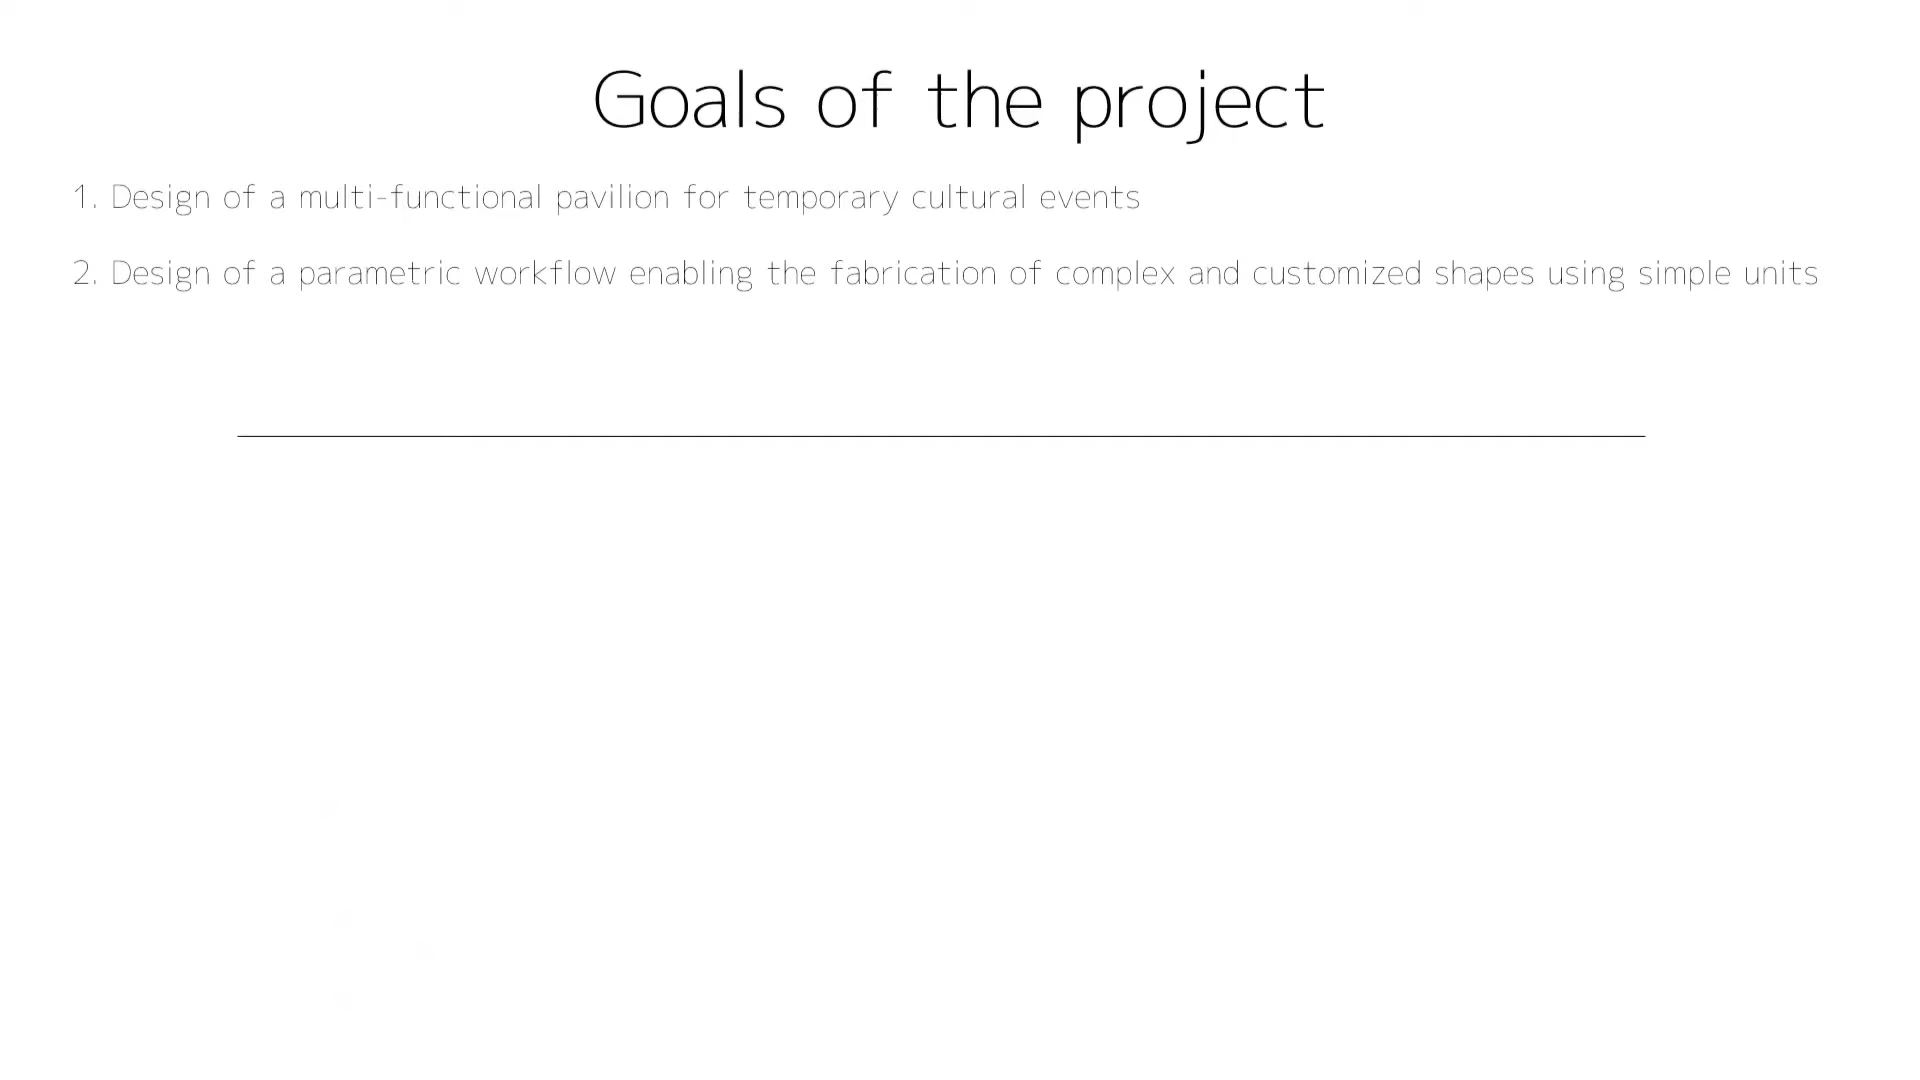 Goals of the project
1. Design of a multi-functional pavilion for temporary cultural events
2. Design of a parametric workflow enabling the fabrication of complex and customized shapes using simple units